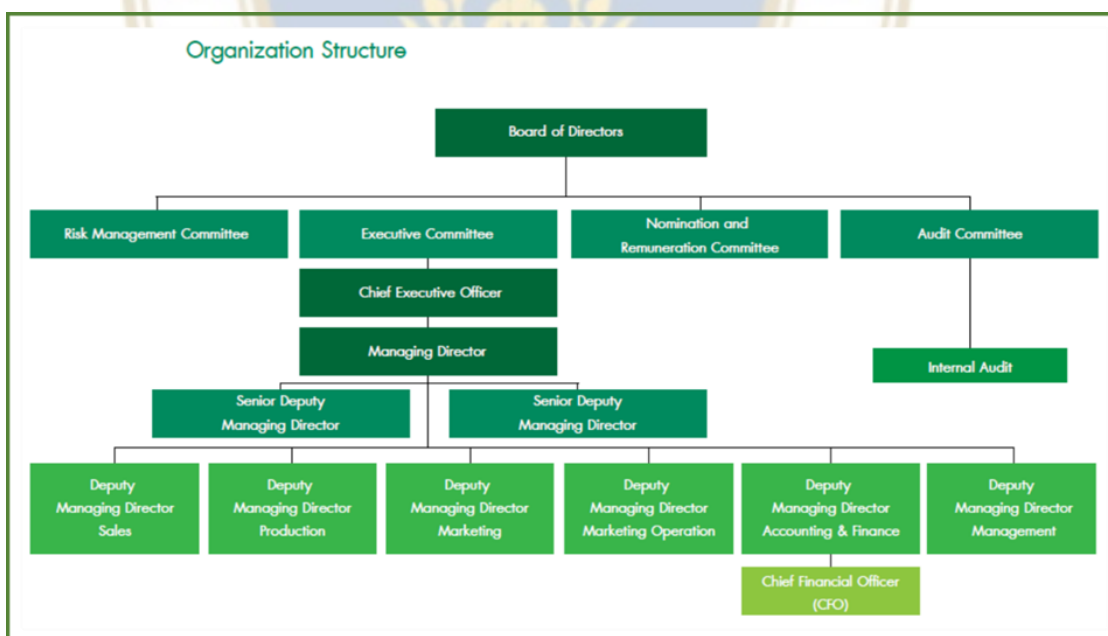 Organization Structure
Board of Directors
Risk Management Committee
Executive Committee
Nomination and
Remuneration Committee
Audit Committee
Chief Executive Officer
Managing Director
Internal Audit
Senior Deputy
Managing Director
Senior Deputy
Managing Director
Deputy
Managing Director
Sales
Deputy
Managing Director
Production
Deputy
Managing Director
Marketing
Deputy
Managing Director
Marketing Operation
Deputy
Managing Director
Accounting & Finance
Deputy
Managing Director
Management
Chief Financial Officer
(CFO)